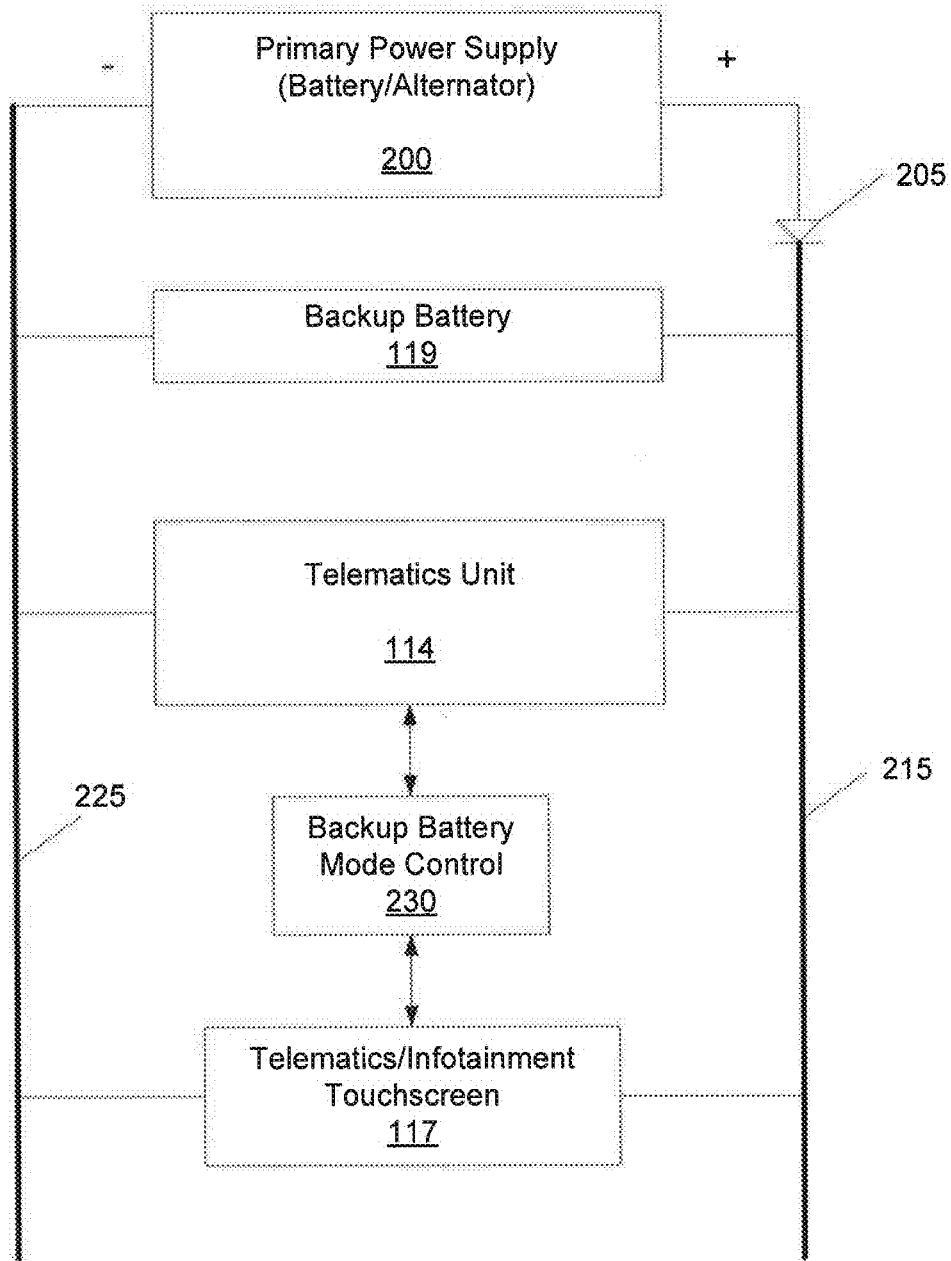 Primary Power Supply
- +
(Battery/Alternator)
200
205
Backup Battery
119
Telematics Unit
114
225
215
Backup Battery
Mode Control
230
Telematics/Infotainment
Touchscreen
117